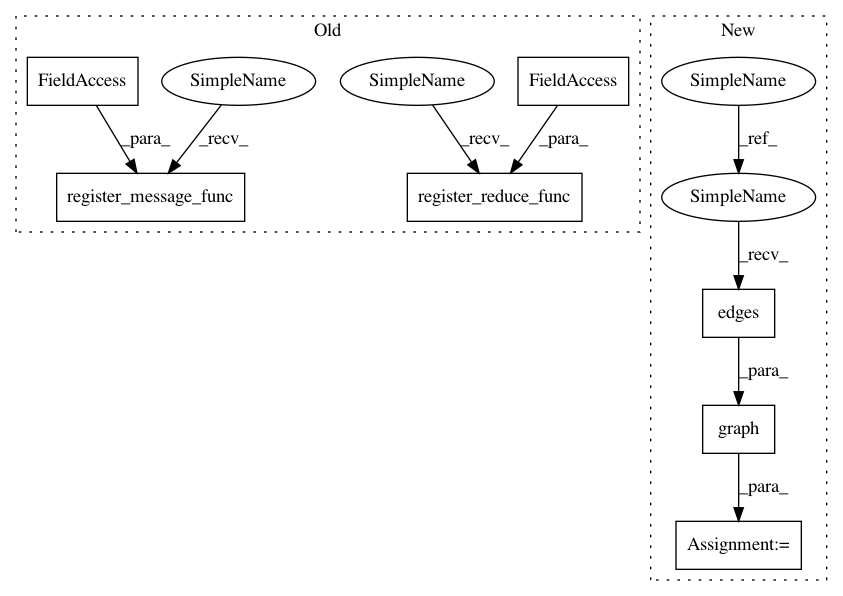 Old
New
FieldAccess
SimpleName
SimpleName
FieldAccess
SimpleName
_para_
_recv_
_recv_
_para_
_ref_
register_message_func
register_reduce_func
SimpleName
_recv_
edges
_para_
graph
_para_
Assignment:=